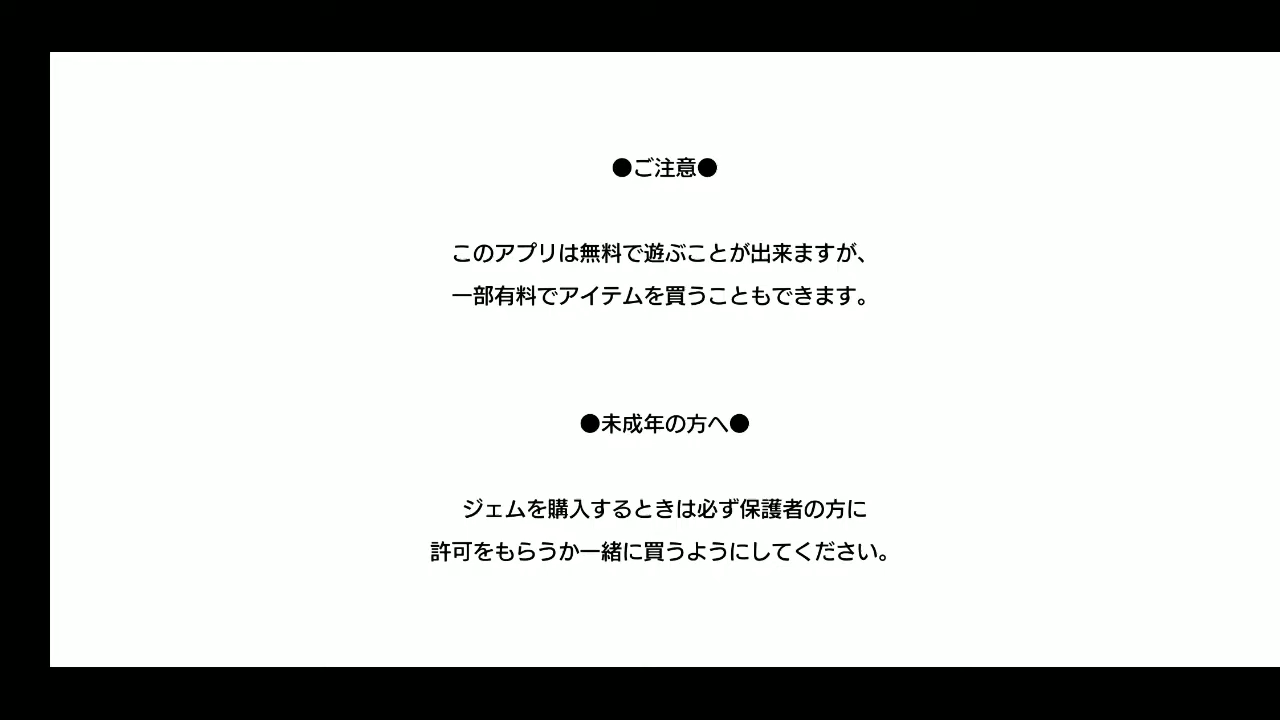 ●ご注意●
このアプリは無料で遊ぶことが出来ますが、
一部有料でアイテムを買うこともできます。
●未成年の方へ●
ジェムを購入するときは必ず保護者の方に
許可をもらうか一緒に買うようにしてください。